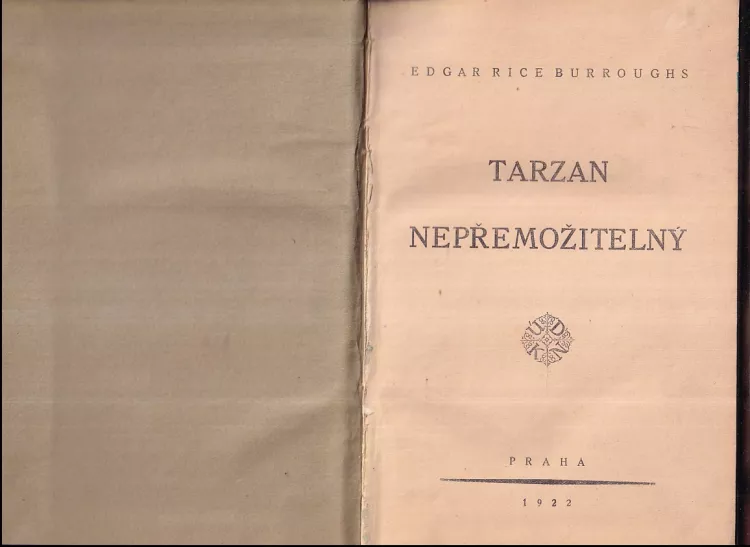 EDGAR RICE BURROUGHS
TARZAN
NEPŘEMOŽITELNÝ
Ú D
K N
PRAHA
1922